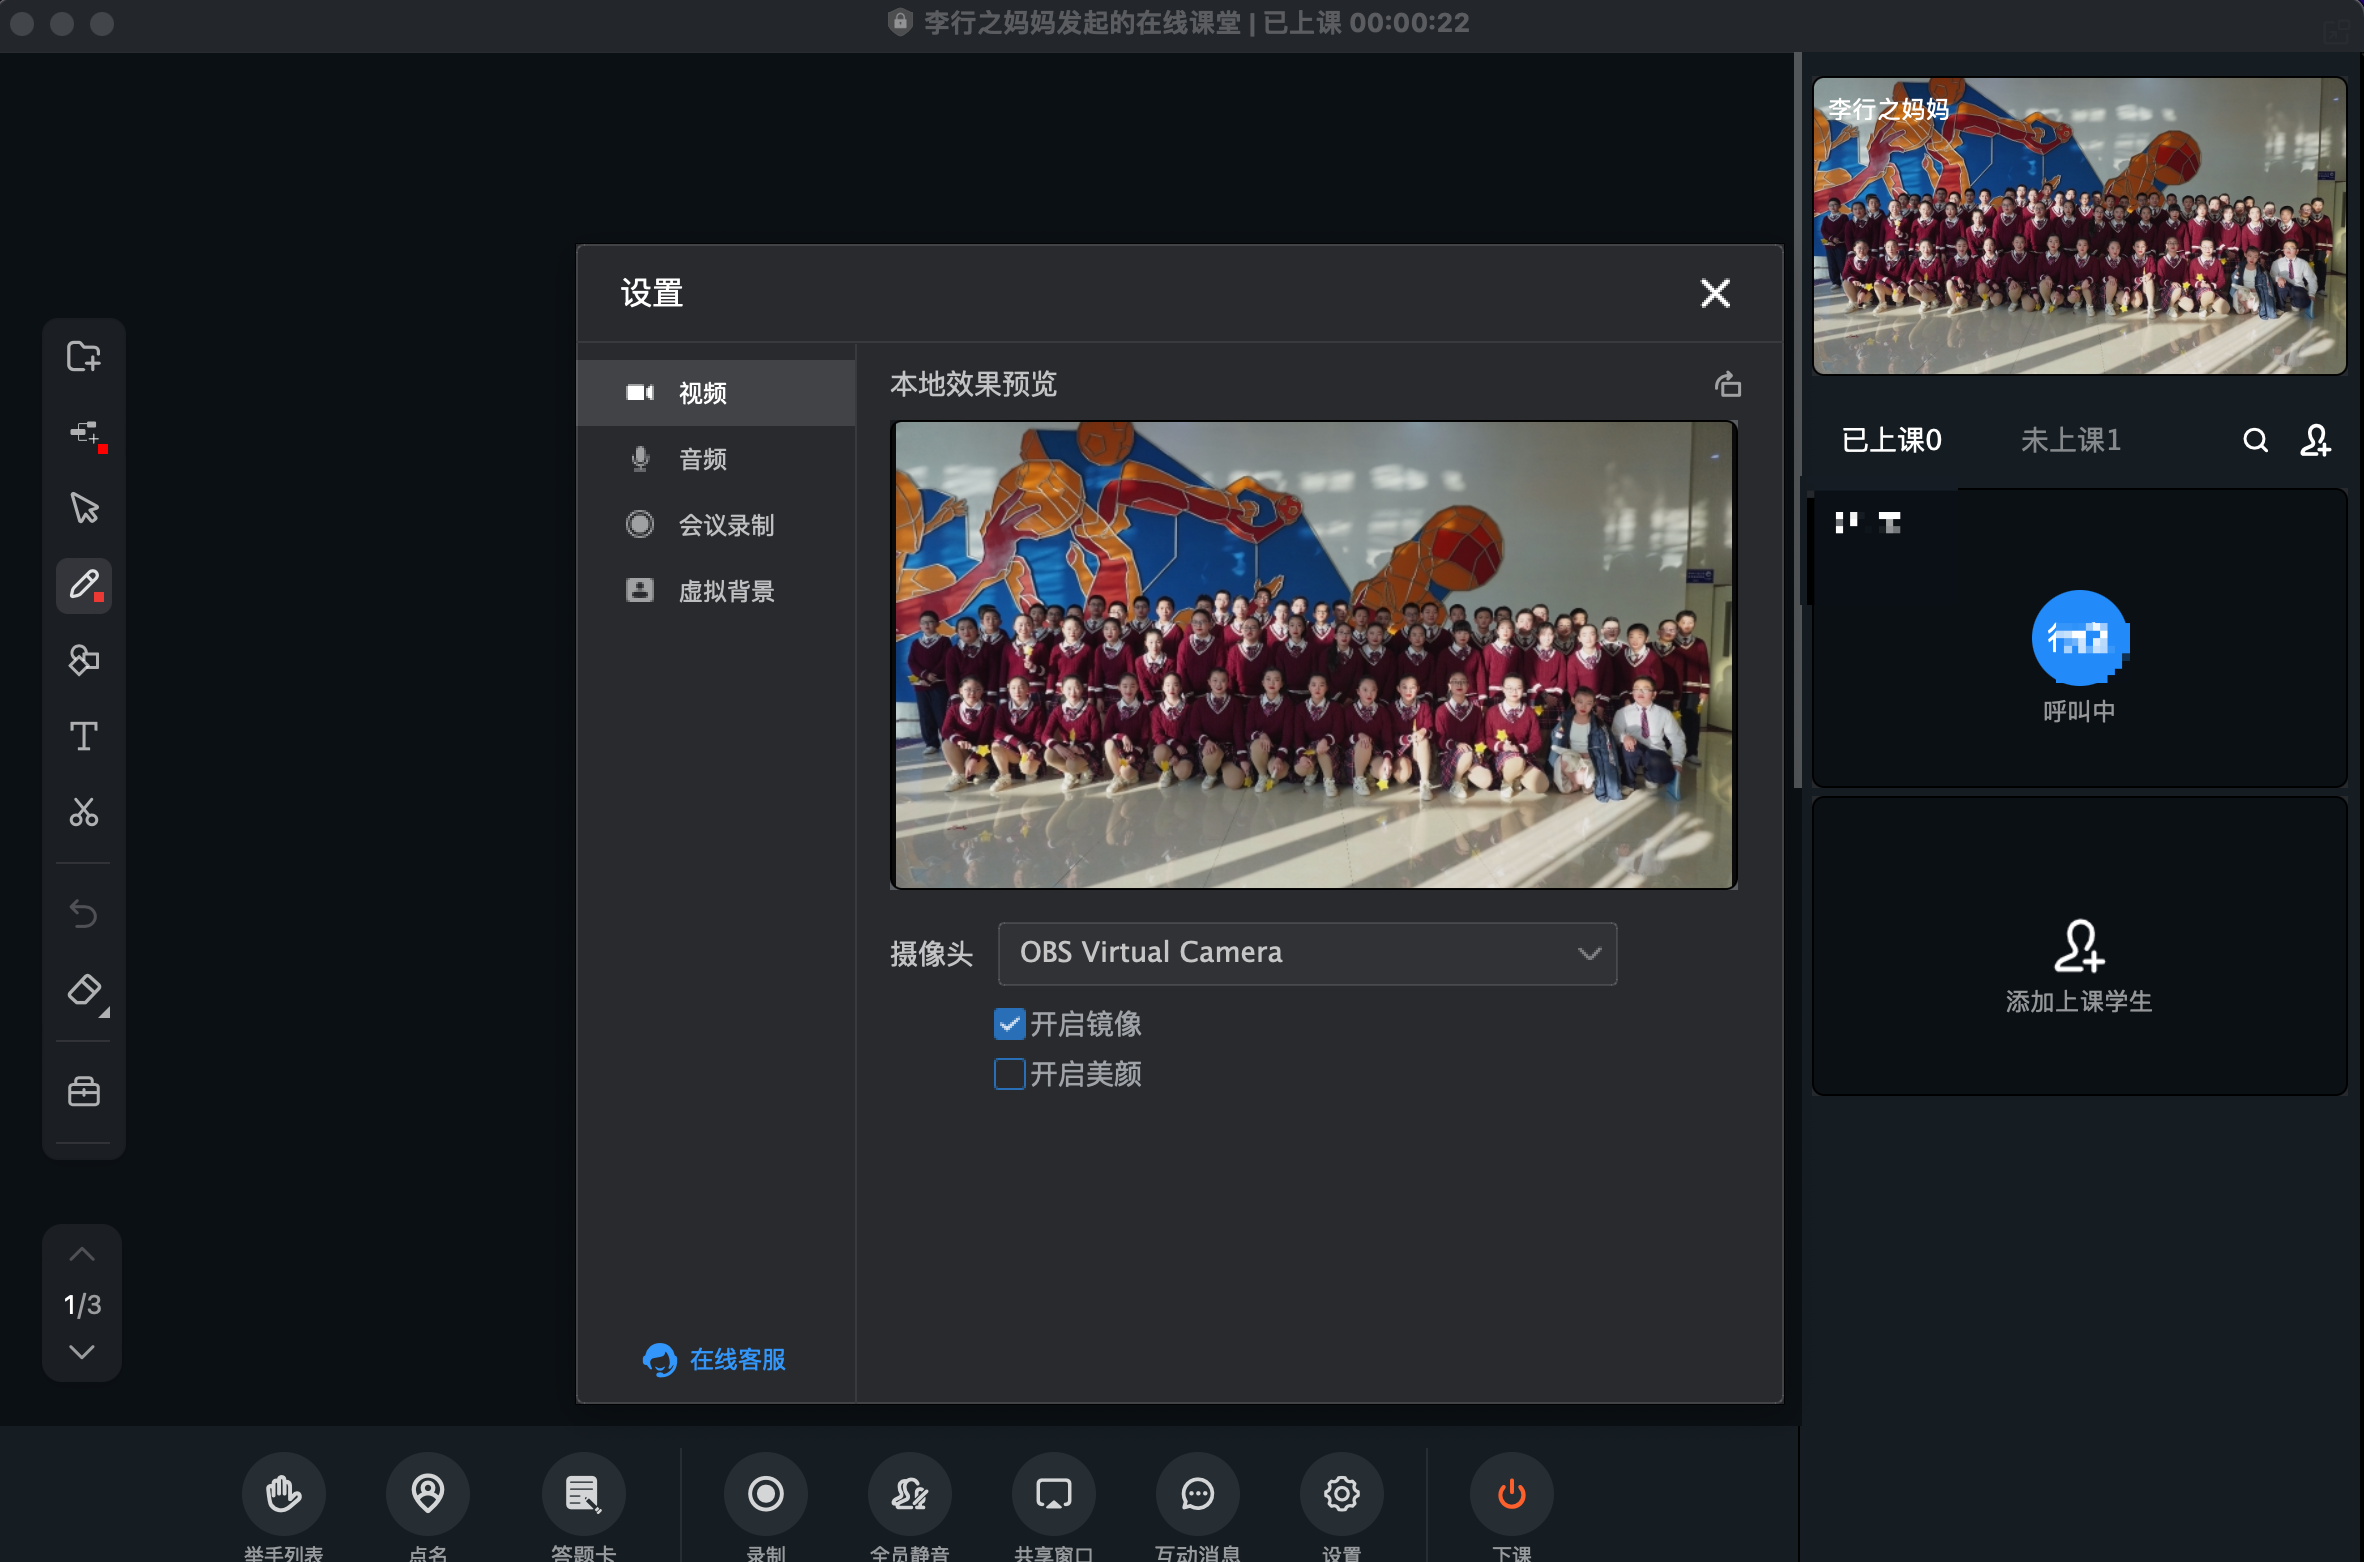 李行之妈妈发起的在线课堂 | 已上课 00:00:22
李行之妈妈
设置
视频
音频
会议录制
虚拟背景
本地效果预览
摄像头
OBS Virtual Camera
开启镜像
开启美颜
在线客服
已上课0
未上课1
呼叫中
添加上课学生
1/3
举手列表
点名
答题卡
录制
全员静音
共享窗口
互动消息
设置
下课